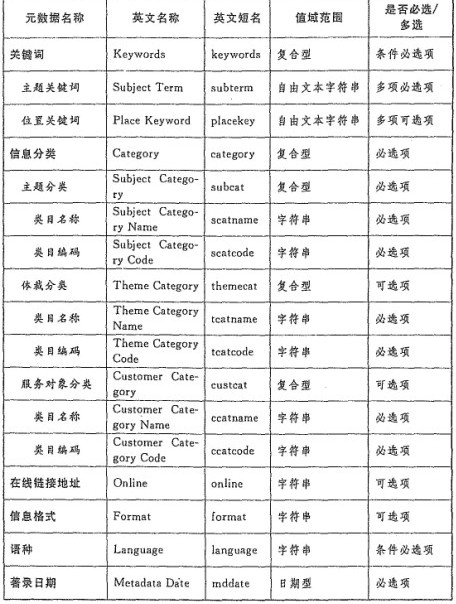 元数据名称 英文名称 英文短名 值域范围 是否必选/
多选
关键词 Keywords keywords 复合型 条件必选项
主题关键词 Subject Term subterm 自由文本字符串 多项必选项
位置关键词 Place Keyword placekey 自由文本字符串 多项可选项
信息分类 Category category 复合型 必选项
主题分类 Subject Catego-
ry subcat 复合型 必选项
类目名称 Subject Catego-
ry Name scatname 字符串 必选项
类目编码 Subject Catego-
ry Code scatcode 字符串 必选项
体裁分类 Theme Category themecat 复合型 可选项
类目名称 Theme Category
Name tcatname 字符串 必选项
类目编码 Theme Category
Code tcatcode 字符串 必选项
服务对象分类 Customer Cate-
gory custcat 复合型 可选项
类目名称 Customer Cate-
gory Name ccatname 字符串 必选项
类目编码 Customer Cate-
gory Code ccatcode 字符串 必选项
在线链接地址 Online online 字符串 可选项
信息格式 Format format 字符串 可选项
语种 Language language 字符串 条件必选项
著录日期 Metadata Date mddate 日期型 必选项